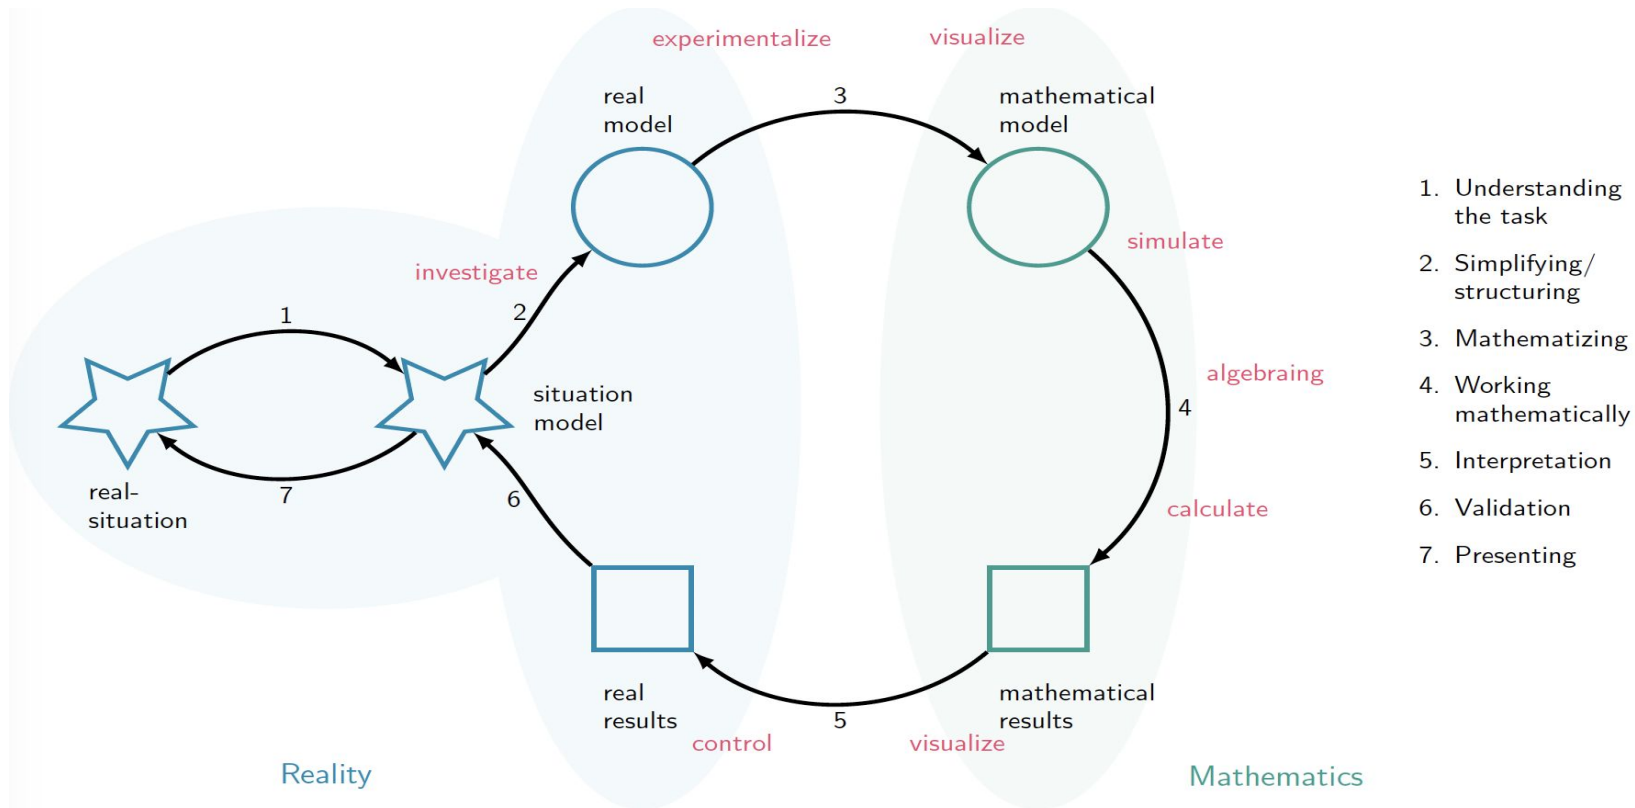 experimentalize
visualize
real
model
3
mathematical
model
simulate
investigate
2
1
situation
model
algebraing
4
real-
situation
7
6
calculate
real
results
mathematical
results
5
control
visualize
Reality
Mathematics
1. Understanding
the task
2. Simplifying/
structuring
3. Mathematizing
4. Working
mathematically
5. Interpretation
6. Validation
7. Presenting